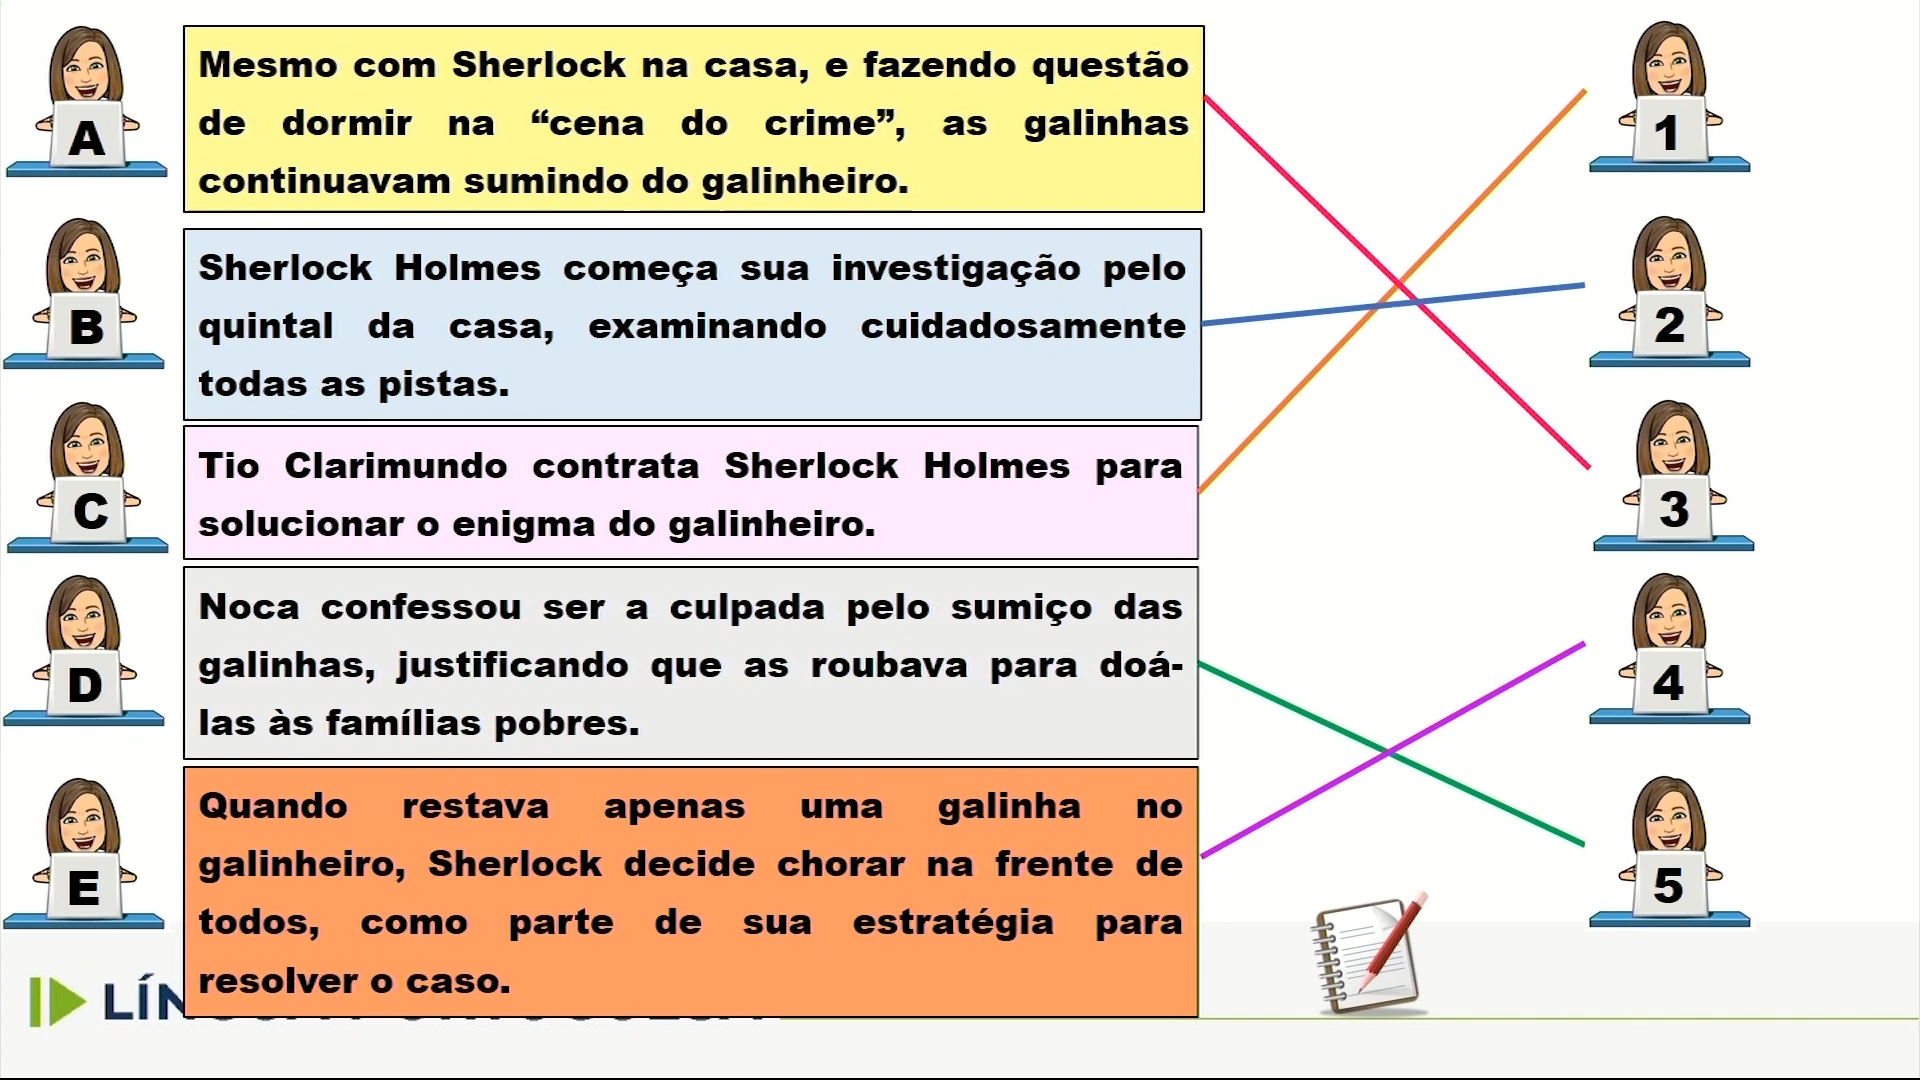 A
Mesmo com Sherlock na casa, e fazendo questão
de dormir na “cena do crime”, as galinhas
continuavam sumindo do galinheiro.
1
B
Sherlock Holmes começa sua investigação pelo
quintal da casa, examinando cuidadosamente
todas as pistas.
2
C
Tio Clarimundo contrata Sherlock Holmes para
solucionar o enigma do galinheiro.
3
D
Noca confessou ser a culpada pelo sumiço das
galinhas, justificando que as roubava para doá-
las às famílias pobres.
4
E
Quando restava apenas uma galinha no
galinheiro, Sherlock decide chorar na frente de
todos, como parte de sua estratégia para
resolver o caso.
5